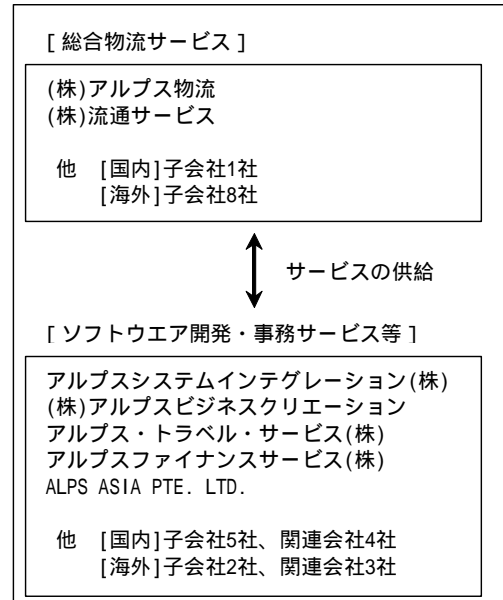 [ 総合物流サービス ]
(株)アルプス物流
(株)流通サービス
他 [国内]子会社1社
[海外]子会社8社
サービスの供給
[ ソフトウエア開発・事務サービス等 ]
アルプスシステムインテグレーション(株)
(株)アルプスビジネスクリエーション
アルプス・トラベル・サービス(株)
アルプスファイナンスサービス(株)
ALPS ASIA PTE. LTD.
他 [国内]子会社5社、関連会社4社
[海外]子会社2社、関連会社3社